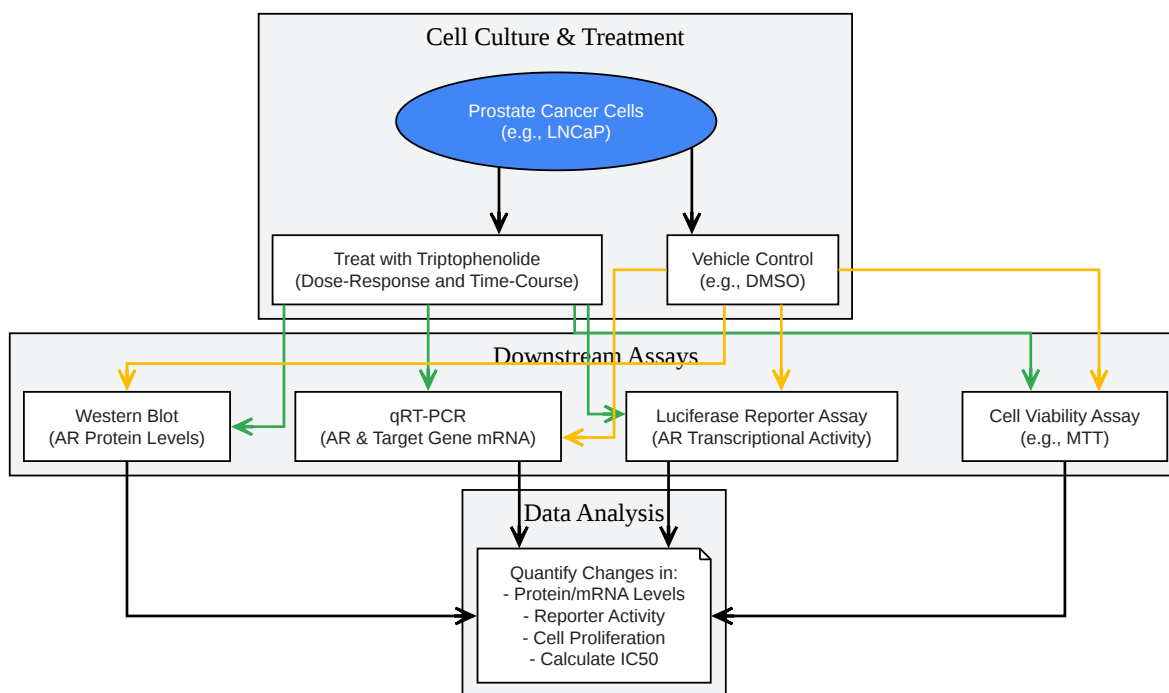 Cell Culture & Treatment
Prostate Cancer Cells
(e.g., LNCaP)
Treat with Triptophenolide
(Dose-Response and Time-Course)
Vehicle Control
(e.g., DMSO)
Downstream Assays
Western Blot
(AR Protein Levels)
qRT-PCR
(AR & Target Gene mRNA)
Luciferase Reporter Assay
(AR Transcriptional Activity)
Cell Viability Assay
(e.g., MTT)
Data Analysis
Quantify Changes in:
- Protein/mRNA Levels
- Reporter Activity
- Cell Proliferation
- Calculate IC50